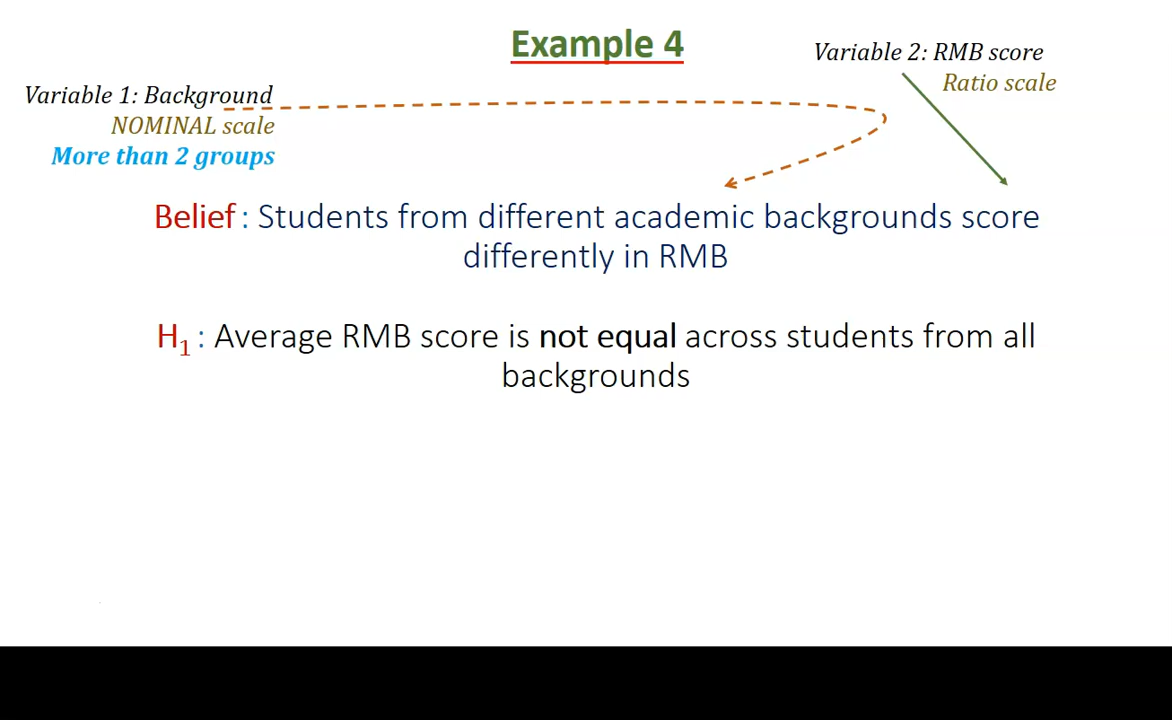 Example 4
Variable 1: Background
NOMINAL scale
More than 2 groups
Variable 2: RMB score
Ratio scale
Belief : Students from different academic backgrounds score
differently in RMB
H1 : Average RMB score is not equal across students from all
backgrounds